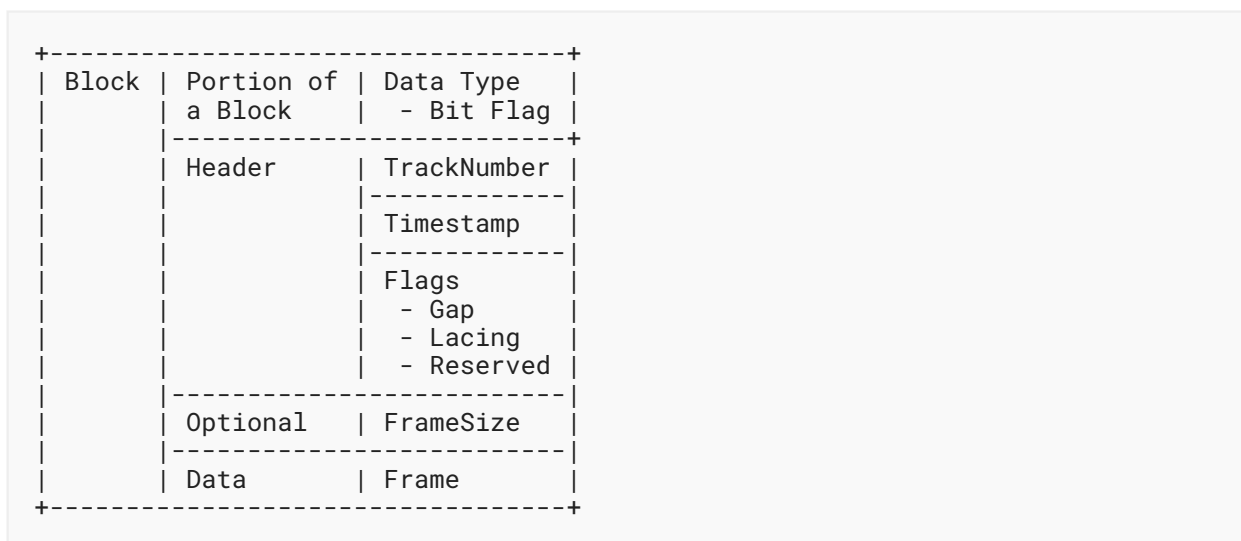 +----------------------------------+
| Block | Portion of | Data Type   |
|       | a Block    |  - Bit Flag |
|       |--------------------------+
|       | Header     | TrackNumber |
|       |            |-------------|
|       |            | Timestamp   |
|       |            |-------------|
|       |            | Flags       |
|       |            |  - Gap      |
|       |            |  - Lacing   |
|       |            |  - Reserved |
|       |--------------------------|
|       | Optional   | FrameSize   |
|       |--------------------------|
|       | Data       | Frame       |
+----------------------------------+